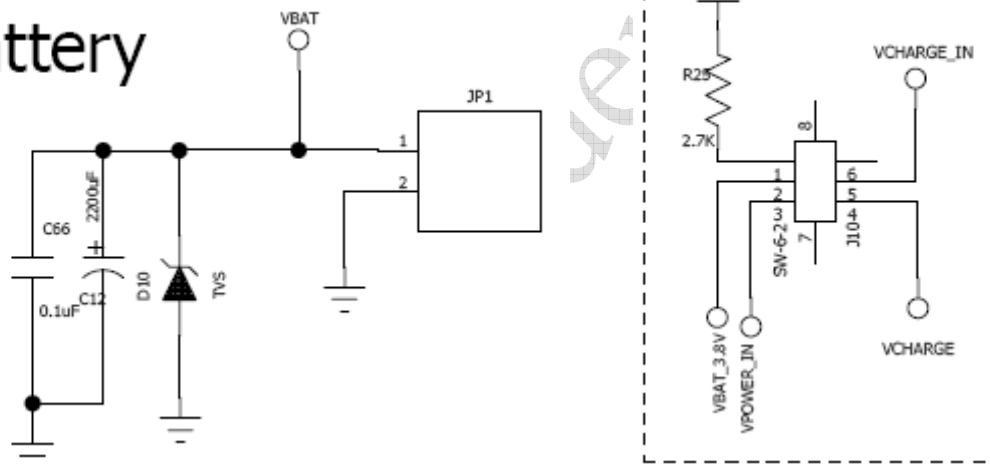 ttery
VBAT
JP1
1
2
C66
0.1uF
2200uF
C12
D10
TVS
R25
2.7K
VCHARGE_IN
8
1
2
3
6
5
4
7
SW-6-2
J104
VBAT_3.8V
VPOWER_IN
VCHARGE